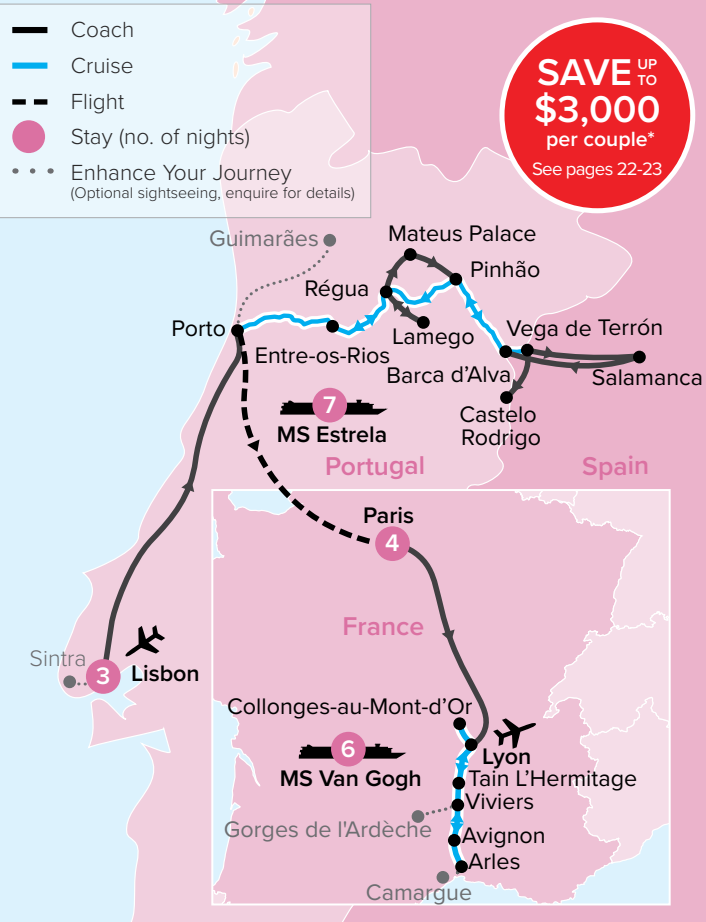 Coach
Cruise
Flight
Stay (no. of nights)
Enhance Your Journey
(Optional sightseeing, enquire for details)
SAVE UP TO
$3,000
per couple*
See pages 22-23
Guimarães
Mateus Palace
Pinhão
Régua
Porto
Entre-os-Rios
Lamego
Vega de Terrón
Barca d'Alva
Salamanca
Castelo
Rodrigo
7
MS Estrela
Portugal
Spain
Paris
4
France
Sintra
3
Lisbon
Collonges-au-Mont-d'Or
6
MS Van Gogh
Lyon
Tain L'Hermitage
Viviers
Gorges de l'Ardèche
Avignon
Arles
Camargue